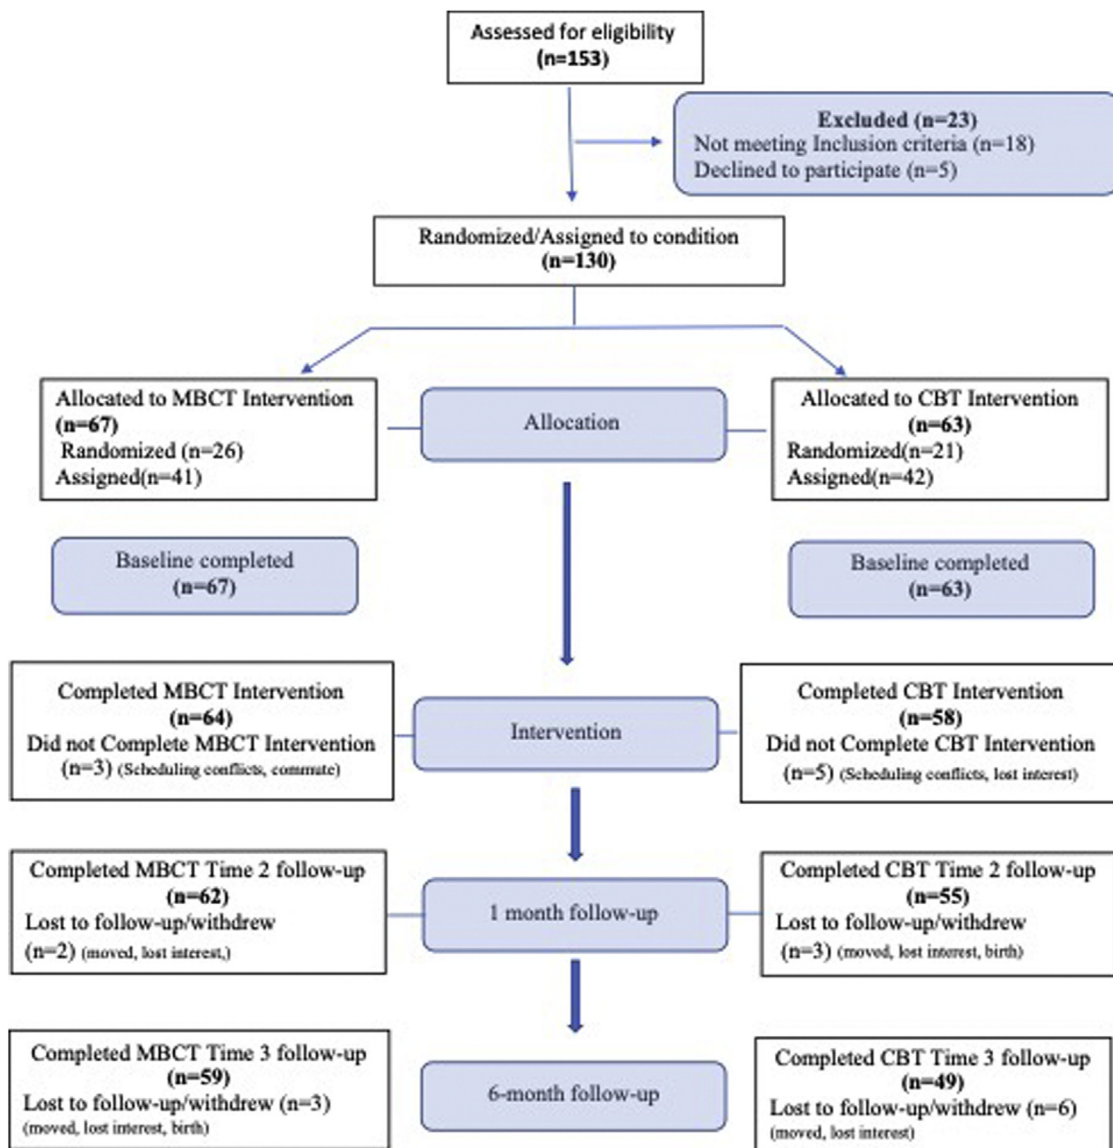 Assessed for eligibility
(n=153)
Excluded (n=23)
Not meeting Inclusion criteria (n=18)
Declined to participate (n=5)
Randomized/Assigned to condition
(n=130)
Allocated to MBCT Intervention
(n=67)
Randomized (n=26)
Assigned(n=41)
Allocation
Allocated to CBT Intervention
(n=63)
Randomized(n=21)
Assigned(n=42)
Baseline completed
(n=67)
Baseline completed
(n=63)
Completed MBCT Intervention
(n=64)
Did not Complete MBCT Intervention
(n=3) (Scheduling conflicts, commute)
Intervention
Completed CBT Intervention
(n=58)
Did not Complete CBT Intervention
(n=5) (Scheduling conflicts, lost interest)
Completed MBCT Time 2 follow-up
(n=62)
Lost to follow-up/withdrew
(n=2) (moved, lost interest,)
1 month follow-up
Completed CBT Time 2 follow-up
(n=55)
Lost to follow-up/withdrew
(n=3) (moved, lost interest, birth)
Completed MBCT Time 3 follow-up
(n=59)
Lost to follow-up/withdrew (n=3)
(moved, lost interest, birth)
6-month follow-up
Completed CBT Time 3 follow-up
(n=49)
Lost to follow-up/withdrew (n=6)
(moved, lost interest)